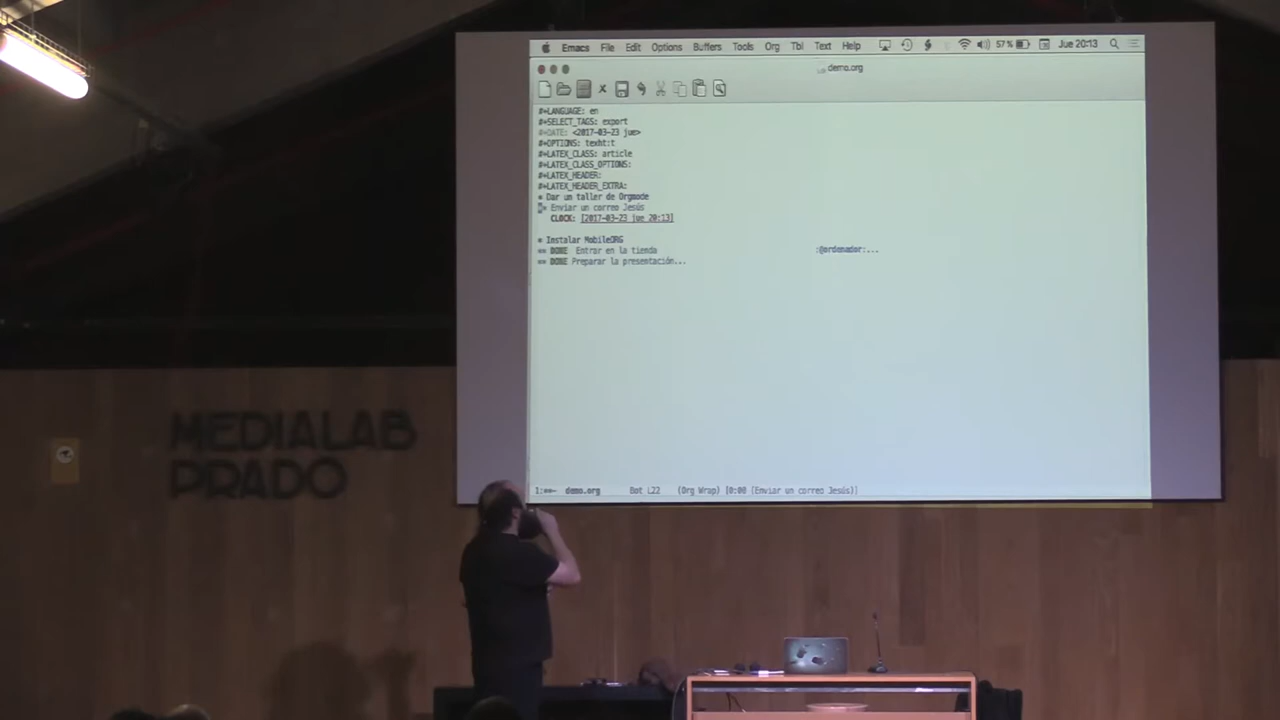 Emacs File Edit Options Buffers Tools Org Tbl Text Help 57% Jue 20:13
demo.org
#+LANGUAGE: en
#+SELECT_TAGS: export
#+DATE: <2017-03-23 jue>
#+OPTIONS: texht:t
#+LATEX_CLASS: article
#+LATEX_CLASS_OPTIONS:
#+LATEX_HEADER:
#+LATEX_HEADER_EXTRA:
* Dar un taller de Orgmode
** Enviar un correo Jesús
CLOCK: [2017-03-23 jue 20:13]
* Instalar MobileORG
** DONE Entrar en la tienda :@ordenador:...
** DONE Preparar la presentación...
1:**- demo.org Bot L22 (Org Wrap) [0:00 (Enviar un correo Jesús)]
MEDIALAB
PRADO